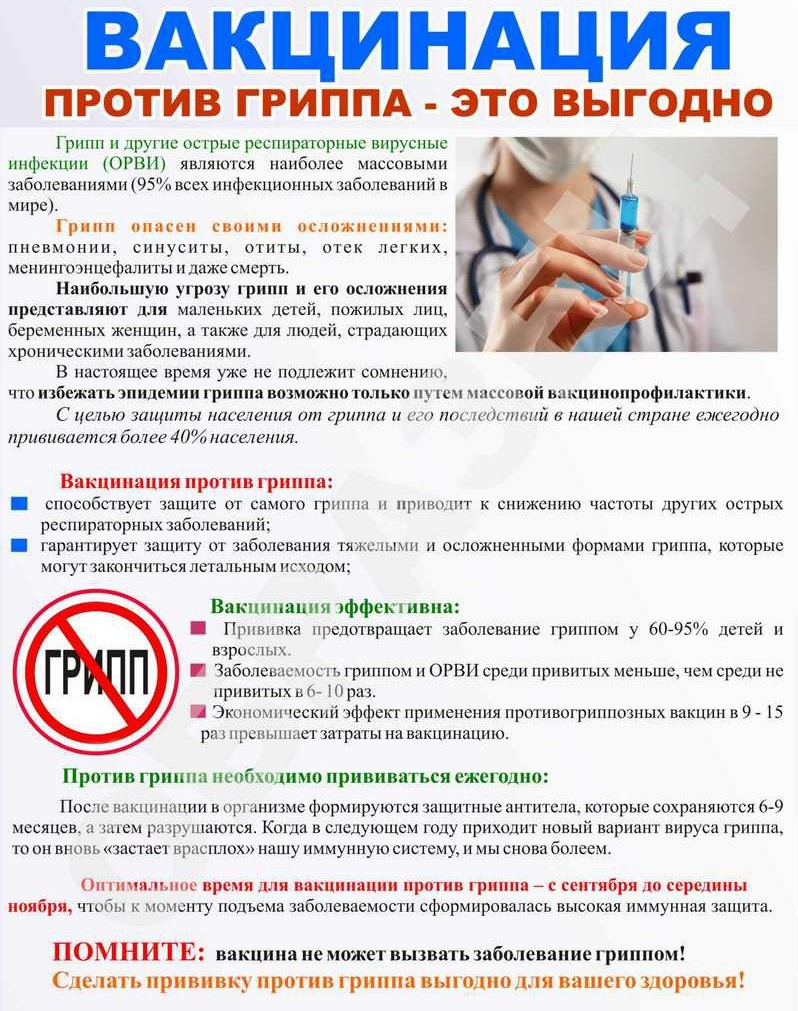 ВАКЦИНАЦИЯ
ПРОТИВ ГРИППА - ЭТО ВЫГОДНО
Грипп и другие острые респираторные вирусные
инфекции (ОРВИ) являются наиболее массовыми
заболеваниями (95% всех инфекционных заболеваний в
мире).
Грипп опасен своими осложнениями:
пневмонии, синуситы, отиты, отек легких,
менингоэнцефалиты и даже смерть.
Наибольшую угрозу грипп и его осложнения
представляют для маленьких детей, пожилых лиц,
беременных женщин, а также для людей, страдающих
хроническими заболеваниями.
В настоящее время уже не подлежит сомнению,
что избежать эпидемии гриппа возможно только путем массовой вакцинопрофилактики.
С целью защиты населения от гриппа и его последствий в нашей стране ежегодно
прививается более 40% населения.
Вакцинация против гриппа:
способствует защите от самого гриппа и приводит к снижению частоты других острых
респираторных заболеваний;
гарантирует защиту от заболевания тяжелыми и осложненными формами гриппа, которые
могут закончиться летальным исходом;
ГРИПП
Вакцинация эффективна:
Прививка предотвращает заболевание гриппом у 60-95% детей и
взрослых.
Заболеваемость гриппом и ОРВИ среди привитых меньше, чем среди не
привитых в 6- 10 раз.
Экономический эффект применения противогриппозных вакцин в 9 - 15
раз превышает затраты на вакцинацию.
Против гриппа необходимо прививаться ежегодно:
После вакцинации в организме формируются защитные антитела, которые сохраняются 6-9
месяцев, а затем разрушаются. Когда в следующем году приходит новый вариант вируса гриппа,
то он вновь «застает врасплох» нашу иммунную систему, и мы снова болеем.
Оптимальное время для вакцинации против гриппа – с сентября до середины
ноября, чтобы к моменту подъема заболеваемости сформировалась высокая иммунная защита.
ПОМНИТЕ: вакцина не может вызвать заболевание гриппом!
Сделать прививку против гриппа выгодно для вашего здоровья!
ОБРАЗЕЦ